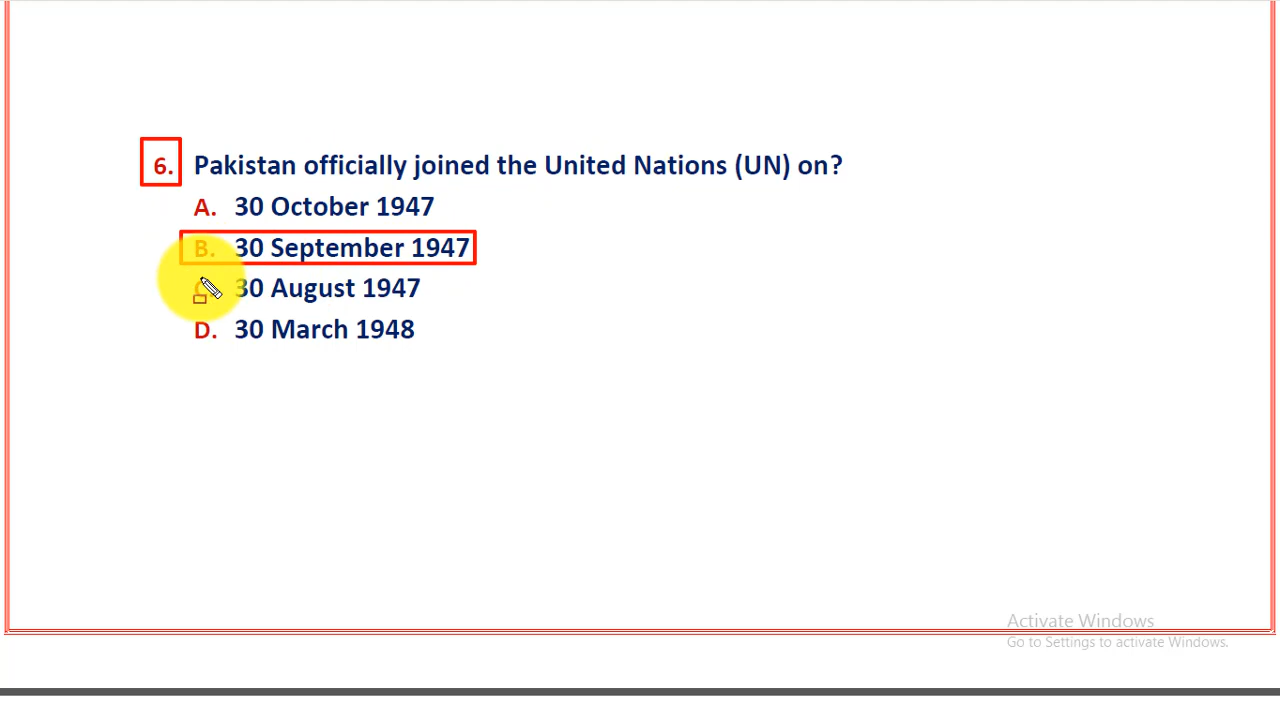 6. Pakistan officially joined the United Nations (UN) on?
A. 30 October 1947
B. 30 September 1947
C. 30 August 1947
D. 30 March 1948
Activate Windows
Go to Settings to activate Windows.